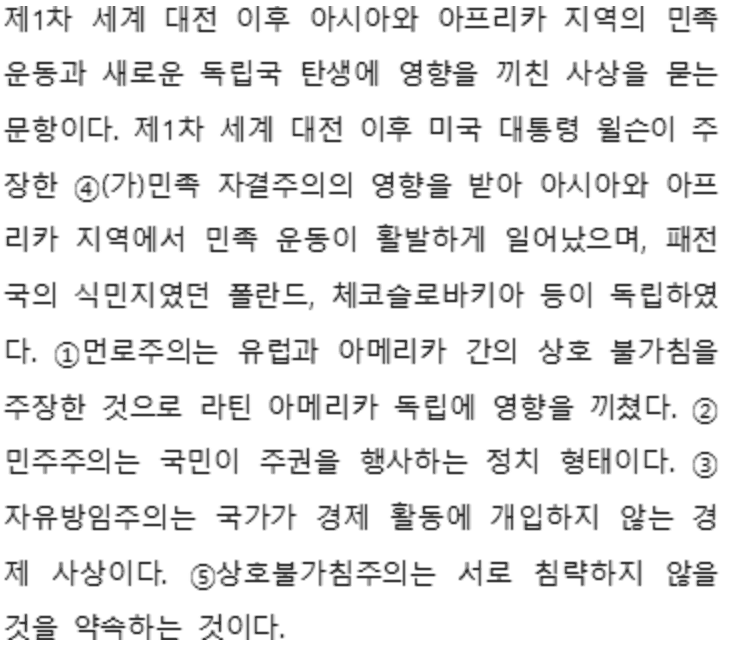 제1차 세계 대전 이후 아시아와 아프리카 지역의 민족
운동과 새로운 독립국 탄생에 영향을 끼친 사상을 묻는
문항이다. 제1차 세계 대전 이후 미국 대통령 윌슨이 주
장한 ④(가)민족 자결주의의 영향을 받아 아시아와 아프
리카 지역에서 민족 운동이 활발하게 일어났으며, 패전
국의 식민지였던 폴란드, 체코슬로바키아 등이 독립하였
다. ①먼로주의는 유럽과 아메리카 간의 상호 불가침을
주장한 것으로 라틴 아메리카 독립에 영향을 끼쳤다. ②
민주주의는 국민이 주권을 행사하는 정치 형태이다. ③
자유방임주의는 국가가 경제 활동에 개입하지 않는 경
제 사상이다. ⑤상호불가침주의는 서로 침략하지 않을
것을 약속하는 것이다.